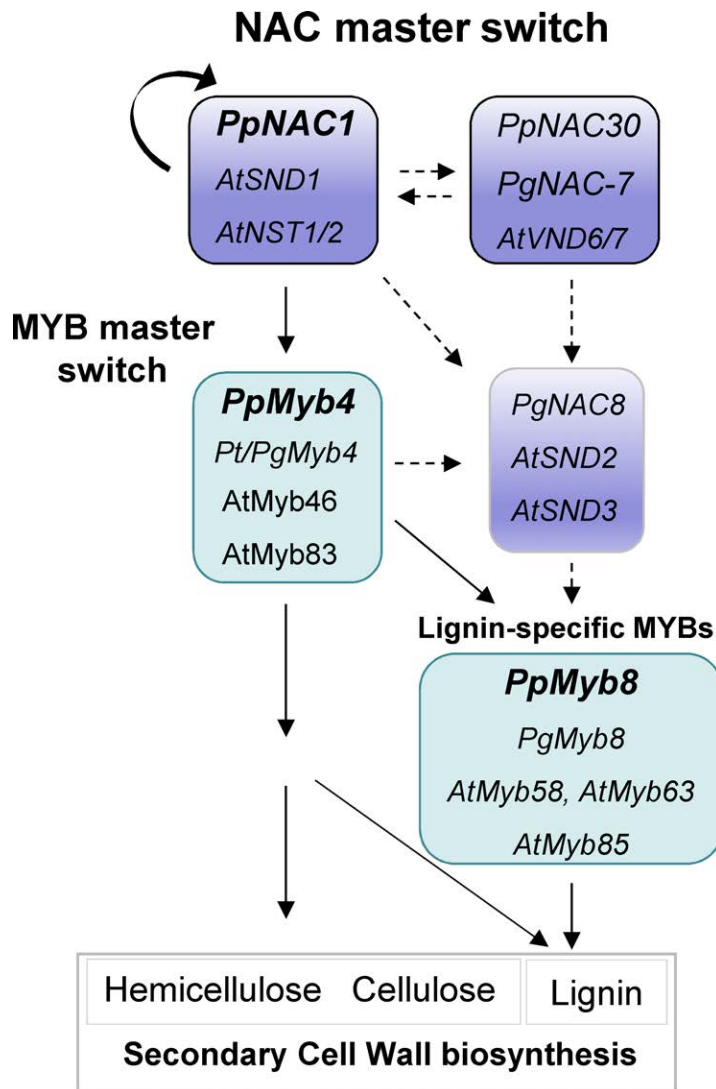 NAC master switch
PpNAC1
AtSND1
AtNST1/2
PpNAC30
PgNAC-7
AtVND6/7
MYB master
switch
PpMyb4
Pt/PgMyb4
AtMyb46
AtMyb83
PgNAC8
AtSND2
AtSND3
Lignin-specific MYBs
PpMyb8
PgMyb8
AtMyb58, AtMyb63
AtMyb85
Hemicellulose Cellulose Lignin
Secondary Cell Wall biosynthesis